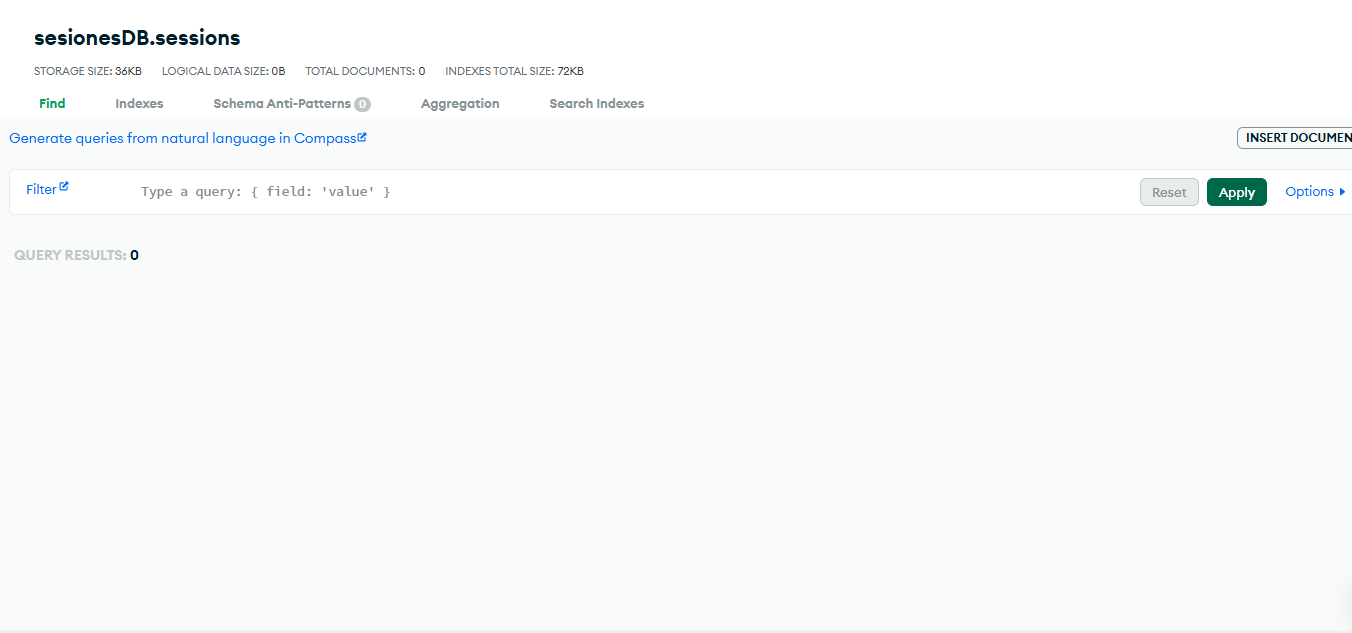 sesionesDB.sessions
STORAGE SIZE: 36KB LOGICAL DATA SIZE: 0B TOTAL DOCUMENTS: 0 INDEXES TOTAL SIZE: 72KB
Find Indexes Schema Anti-Patterns 0 Aggregation Search Indexes
Generate queries from natural language in Compass
INSERT DOCUMEN
Filter Type a query: { field: 'value' } Reset Apply Options
QUERY RESULTS: 0